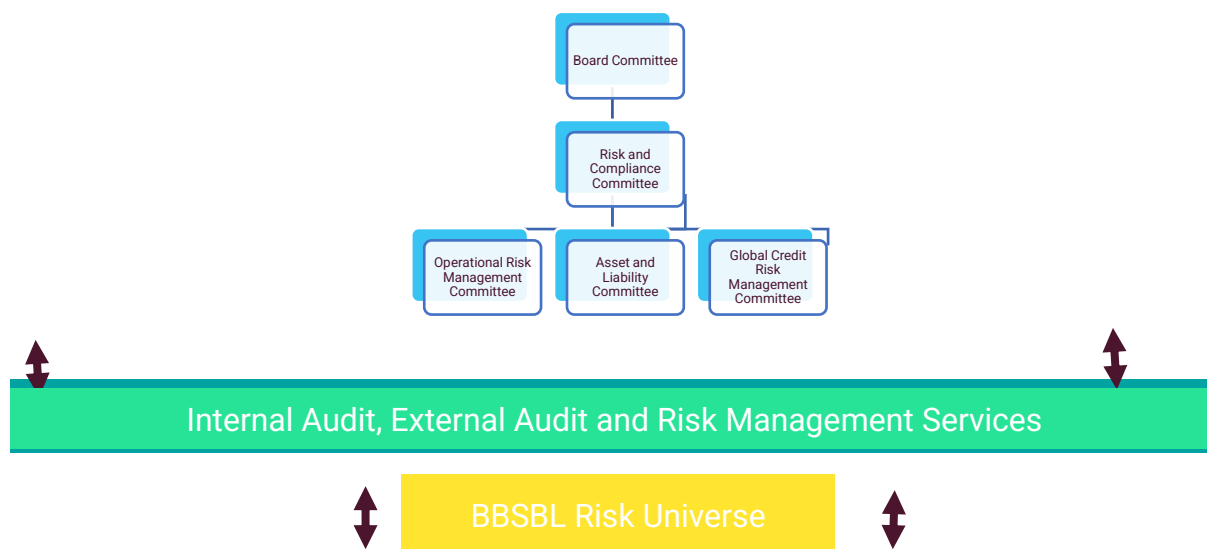 Board Committee
Risk and
Compliance
Committee
Operational Risk
Management
Committee
Asset and
Liability
Committee
Global Credit
Risk
Management
Committee
Internal Audit, External Audit and Risk Management Services
BBSBL Risk Universe